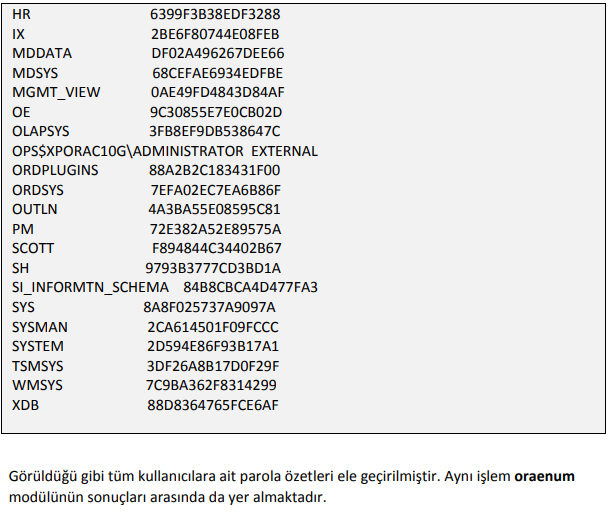 HR 6399F3B38EDF3288
IX 2BE6F80744E08FEB
MDDATA DF02A496267DEE66
MDSYS 68CEFAE6934EDFBE
MGMT_VIEW 0AE49FD4843D84AF
OE 9C30855E7E0CB02D
OLAPSYS 3FB8EF9DB538647C
OPS$XPORAC10G\ADMINISTRATOR EXTERNAL
ORDPLUGINS 88A2B2C183431F00
ORDSYS 7EFA02EC7EA6B86F
OUTLN 4A3BA55E08595C81
PM 72E382A52E89575A
SCOTT F894844C34402B67
SH 9793B3777CD3BD1A
SI_INFORMTN_SCHEMA 84B8CBCA4D477FA3
SYS 8A8F025737A9097A
SYSMAN 2CA614501F09FCCC
SYSTEM 2D594E86F93B17A1
TSMSYS 3DF26A8B17D0F29F
WMSYS 7C9BA362F8314299
XDB 88D8364765FCE6AF
Görüldüğü gibi tüm kullanıcılara ait parola özetleri ele geçirilmiştir. Aynı işlem oraenum
modülünün sonuçları arasında da yer almaktadır.